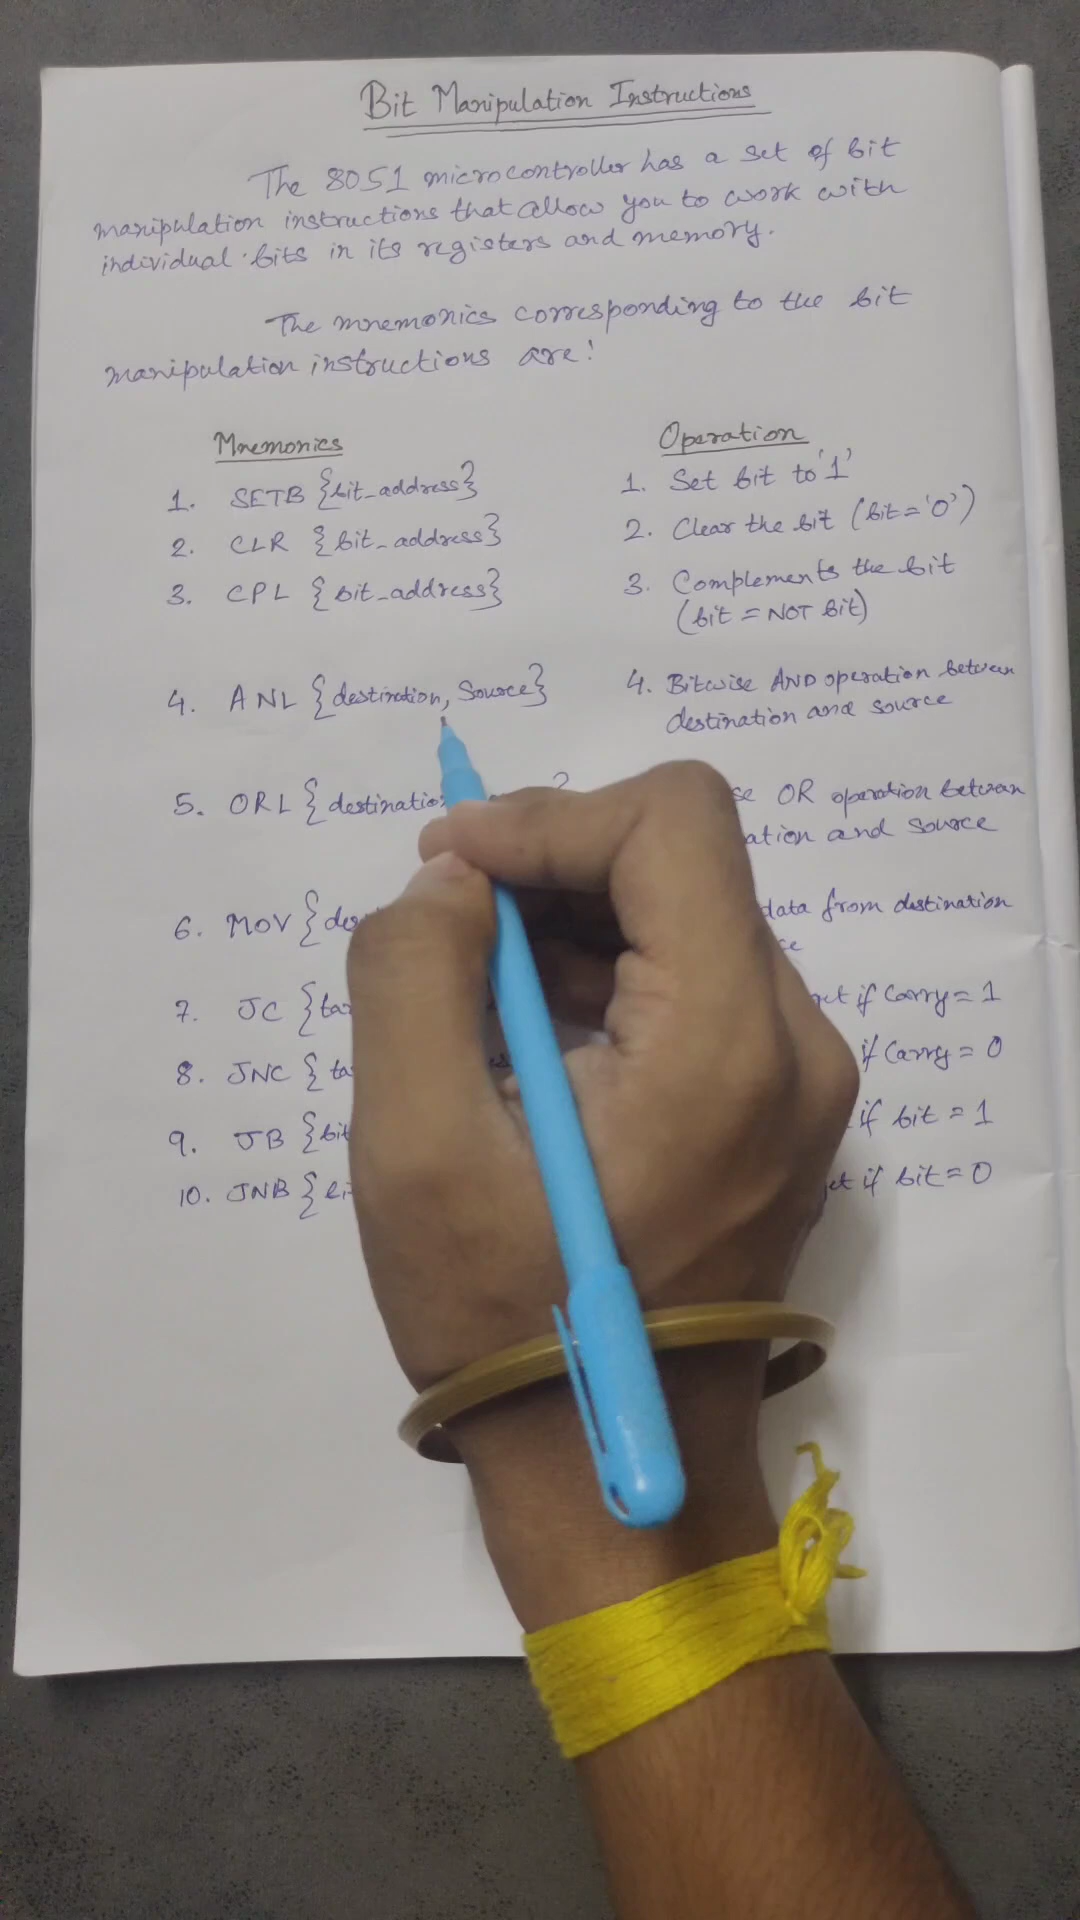 Bit Manipulation Instructions
The 8051 microcontroller has a set of bit
manipulation instructions that allow you to work with
individual bits in its registers and memory.
The mnemonics corresponding to the bit
manipulation instructions are:
Mnemonics
Operation
1. SETB {bit_address}
1. Set bit to '1'
2. CLR {bit_address}
2. Clear the bit (bit = '0')
3. CPL {bit_address}
3. Complements the bit
(bit = NOT bit)
4. ANL {destination, Source}
4. Bitwise AND operation between
destination and source
5. ORL {destination
OR operation between
and source
6. MOV {
data from destination
7. JC {
if Carry = 1
8. JNC {
if Carry = 0
9. JB {bit
if bit = 1
10. JNB {
if bit = 0